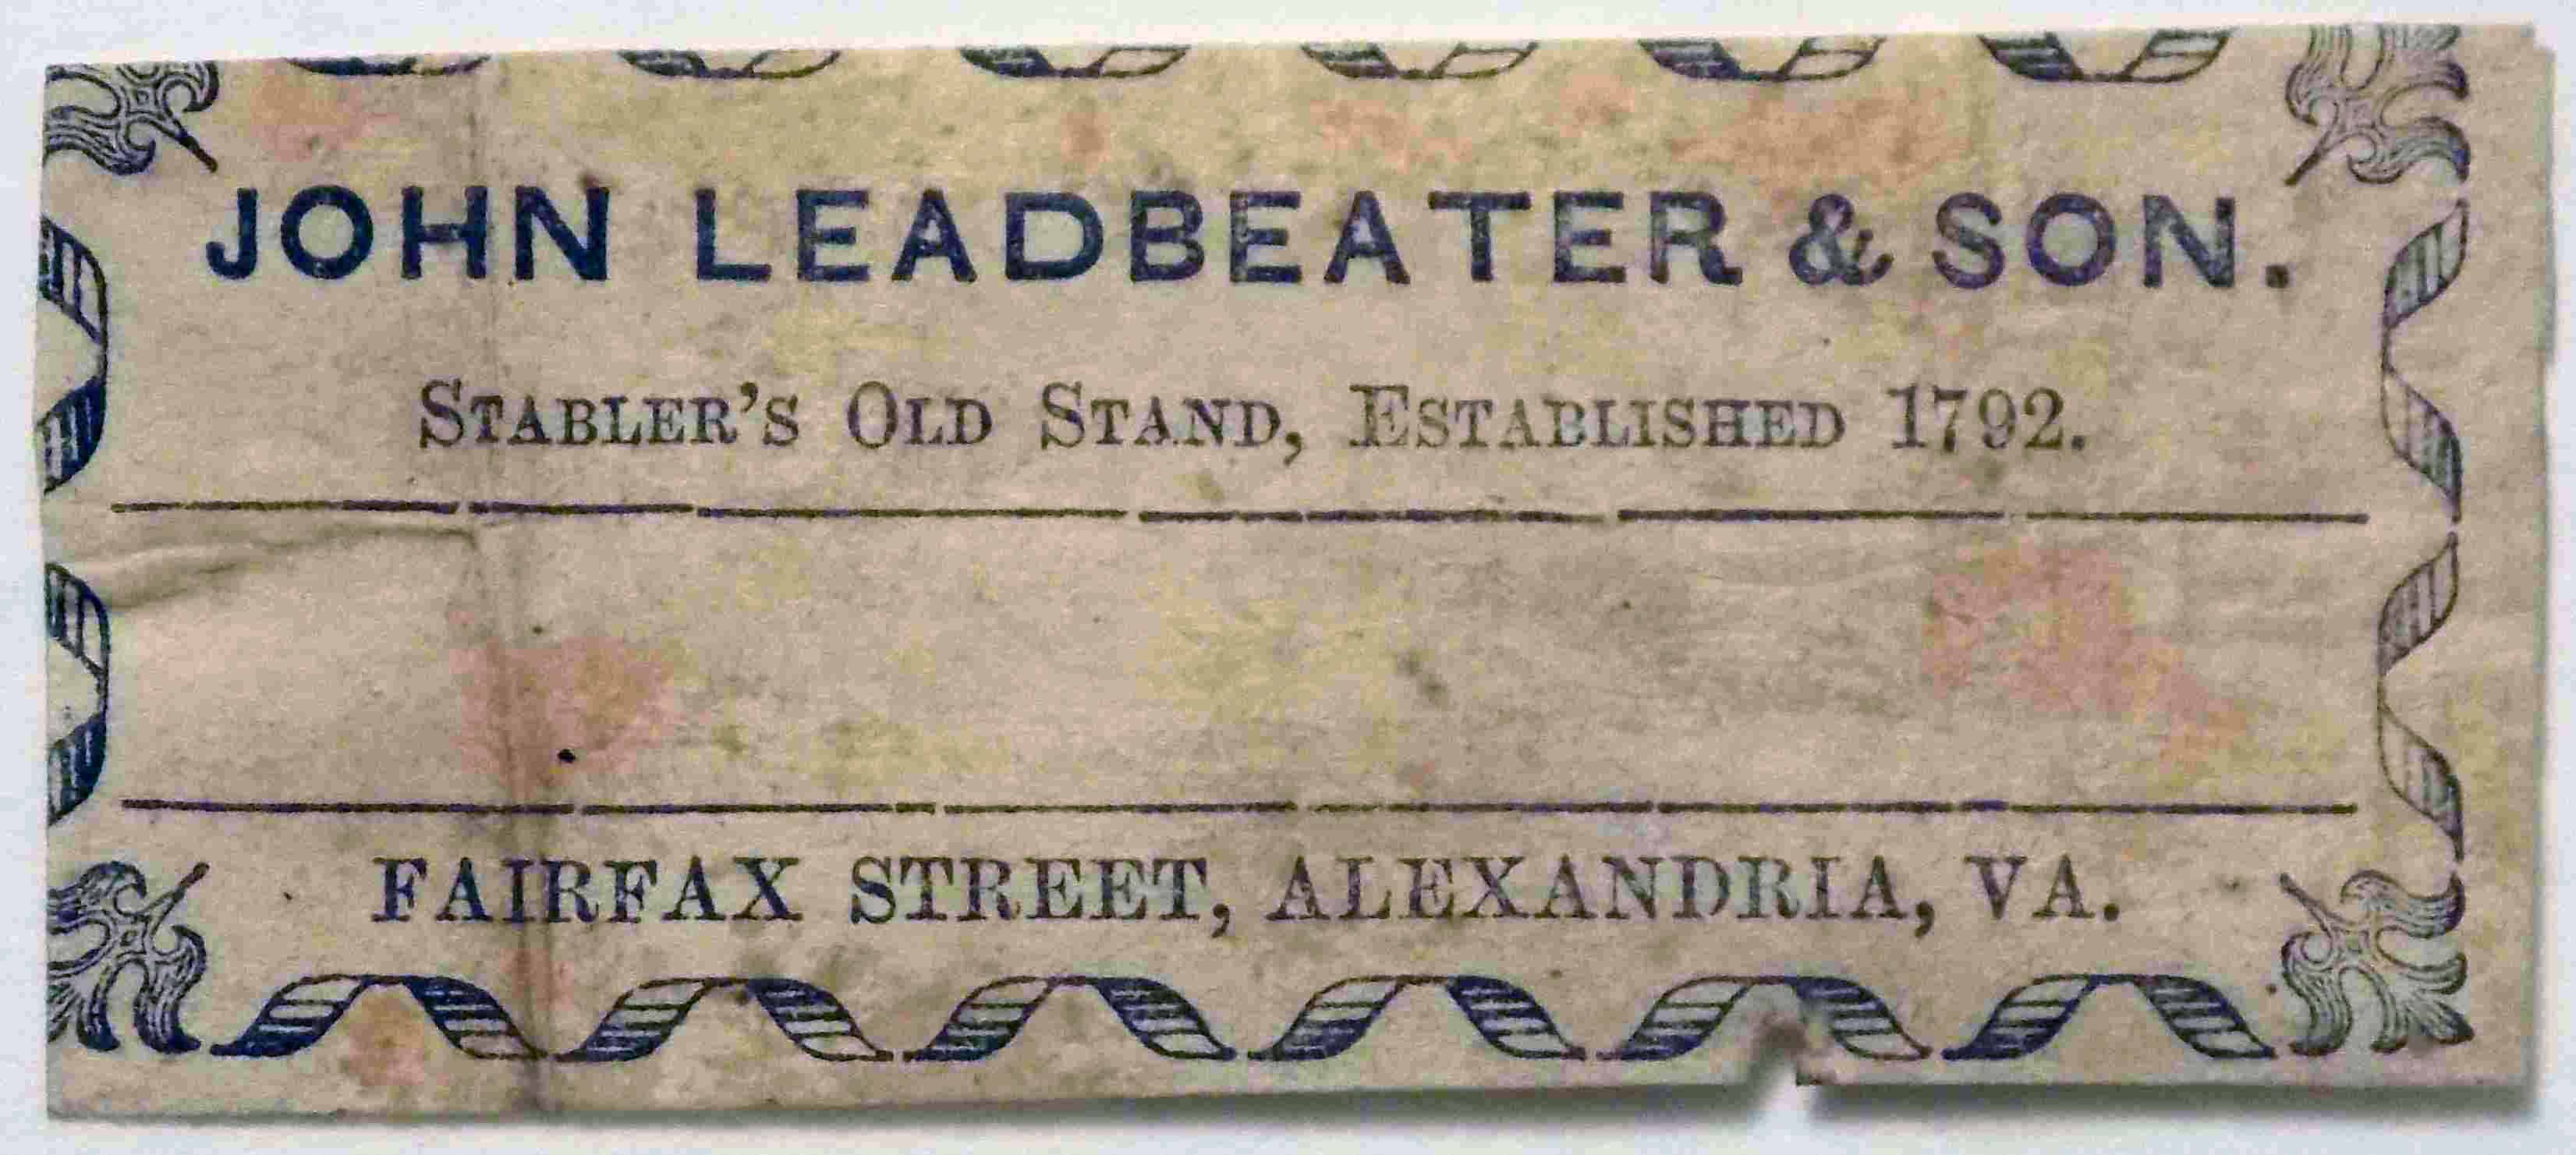 JOHN LEADBEATER & SON.
STABLER'S OLD STAND, ESTABLISHED 1792.
FAIRFAX STREET, ALEXANDRIA, VA.